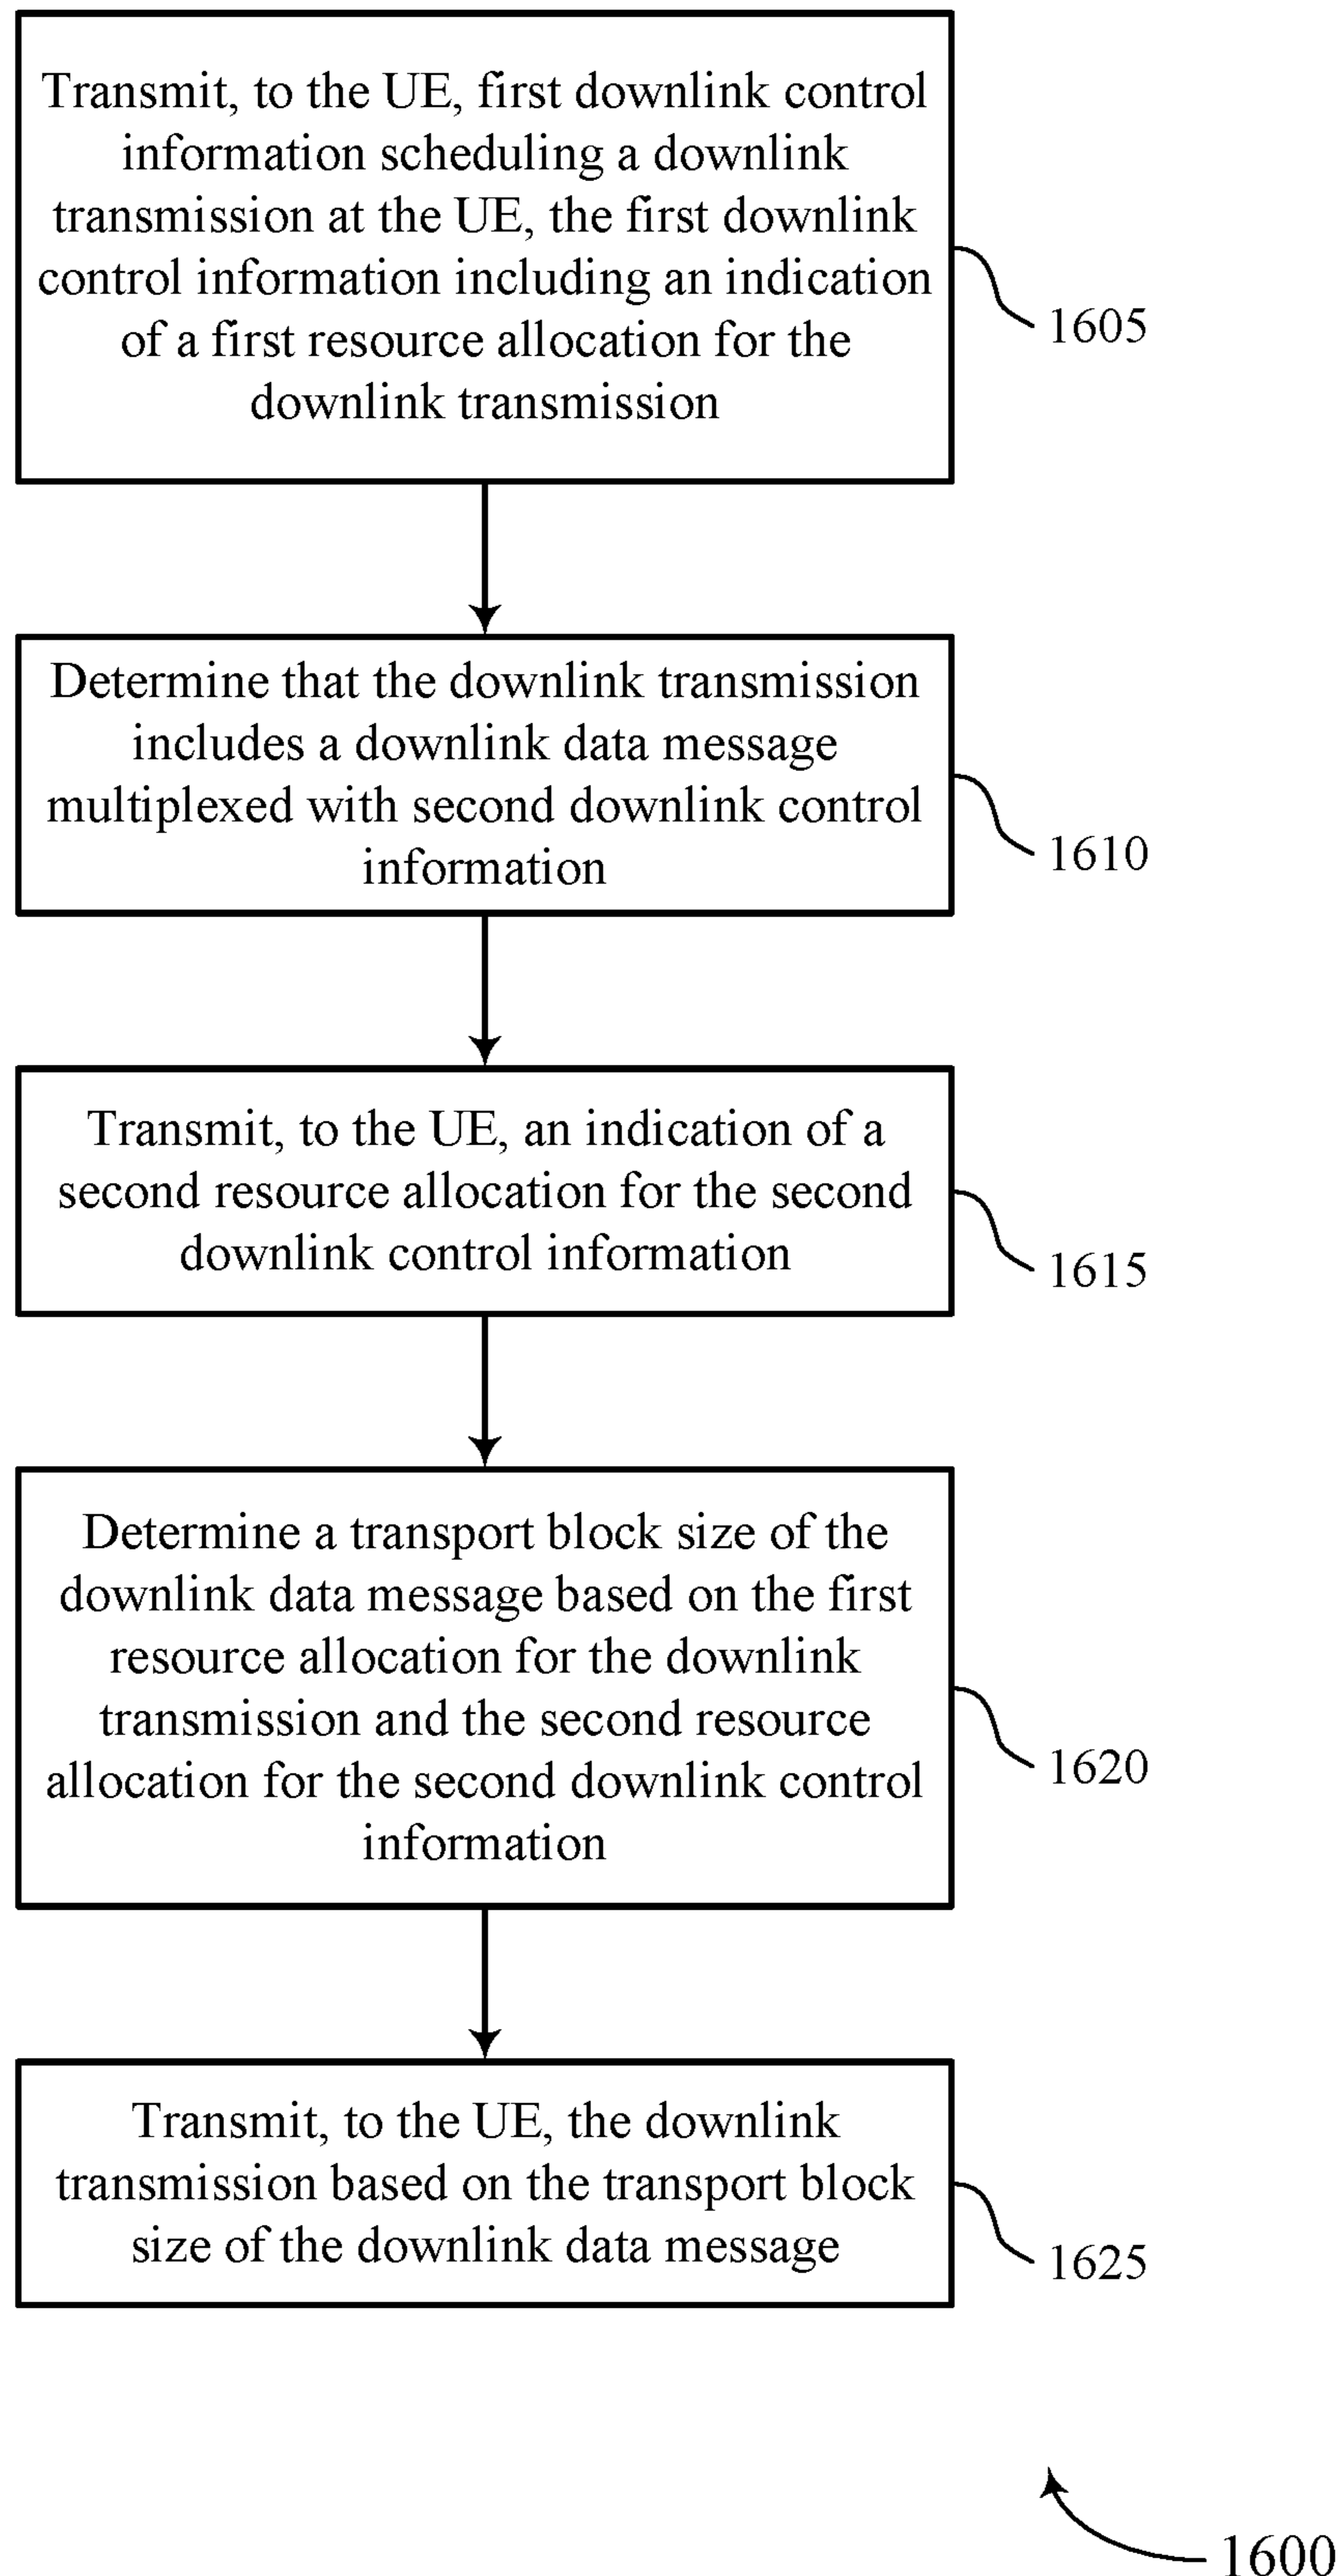 Transmit, to the UE, first downlink control
information scheduling a downlink
transmission at the UE, the first downlink
control information including an indication
of a first resource allocation for the
downlink transmission
1605
Determine that the downlink transmission
includes a downlink data message
multiplexed with second downlink control
information
1610
Transmit, to the UE, an indication of a
second resource allocation for the second
downlink control information
1615
Determine a transport block size of the
downlink data message based on the first
resource allocation for the downlink
transmission and the second resource
allocation for the second downlink control
information
1620
Transmit, to the UE, the downlink
transmission based on the transport block
size of the downlink data message
1625
1600